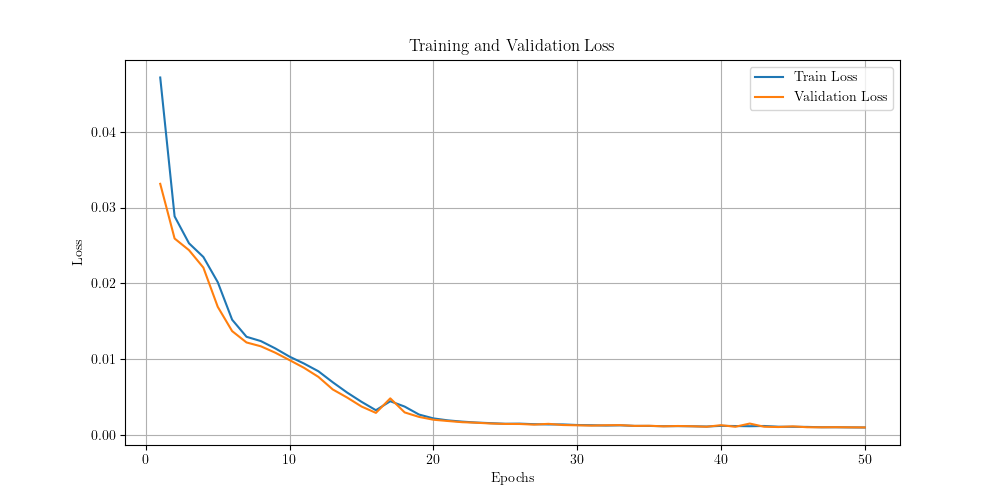 Training and Validation Loss
Train Loss
Validation Loss
0.04
0.03
0.02
0.01
0.00
Loss
0 10 20 30 40 50
Epochs